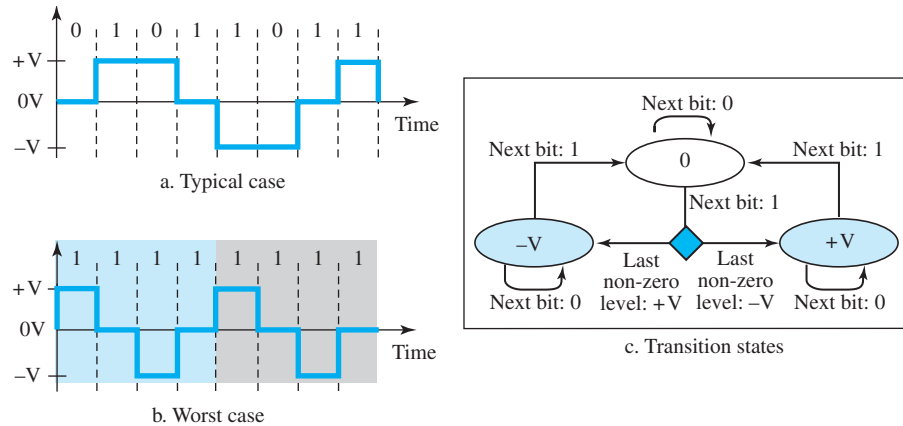 0 1 0 1 1 0 1 1
+V
0V
–V
Time
a. Typical case
1 1 1 1 1 1 1 1
+V
0V
–V
Time
b. Worst case
Next bit: 0
Next bit: 1
0
Next bit: 1
Next bit: 1
–V
+V
Last
non-zero
level: +V
Last
non-zero
level: –V
Next bit: 0
Next bit: 0
c. Transition states